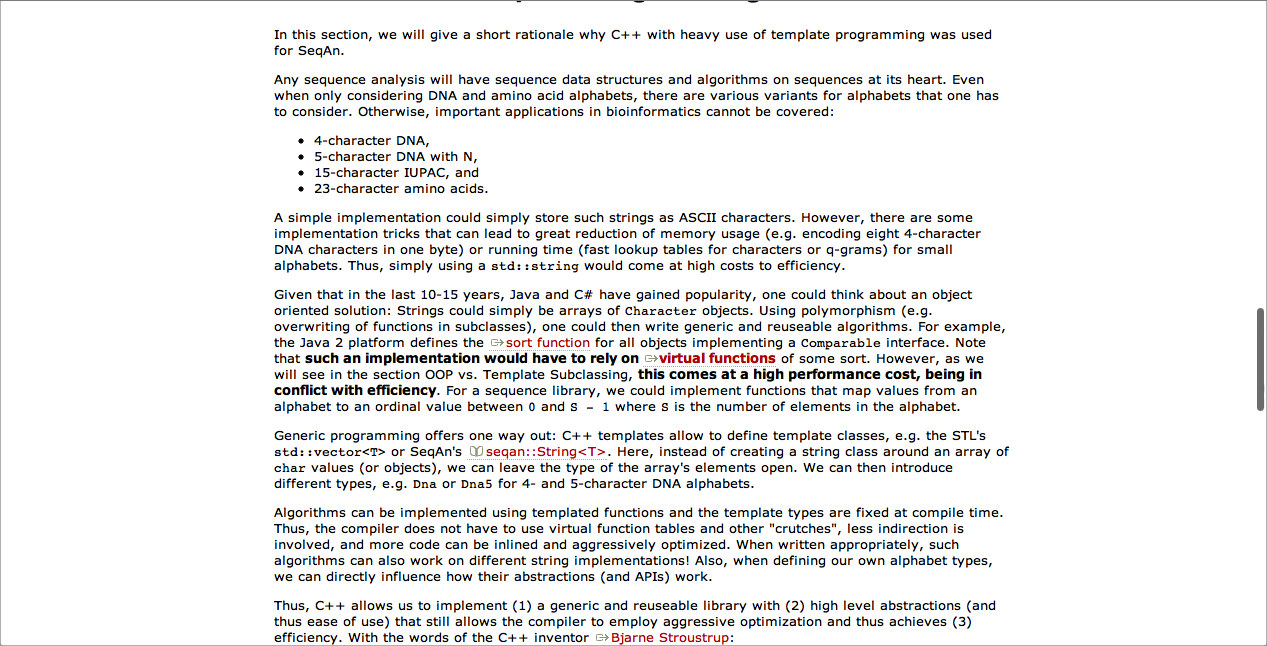 In this section, we will give a short rationale why C++ with heavy use of template programming was used
for SeqAn.
Any sequence analysis will have sequence data structures and algorithms on sequences at its heart. Even
when only considering DNA and amino acid alphabets, there are various variants for alphabets that one has
to consider. Otherwise, important applications in bioinformatics cannot be covered:
• 4-character DNA,
• 5-character DNA with N,
• 15-character IUPAC, and
• 23-character amino acids.
A simple implementation could simply store such strings as ASCII characters. However, there are some
implementation tricks that can lead to great reduction of memory usage (e.g. encoding eight 4-character
DNA characters in one byte) or running time (fast lookup tables for characters or q-grams) for small
alphabets. Thus, simply using a std::string would come at high costs to efficiency.
Given that in the last 10-15 years, Java and C# have gained popularity, one could think about an object
oriented solution: Strings could simply be arrays of Character objects. Using polymorphism (e.g.
overwriting of functions in subclasses), one could then write generic and reuseable algorithms. For example,
the Java 2 platform defines the sort function for all objects implementing a Comparable interface. Note
that such an implementation would have to rely on virtual functions of some sort. However, as we
will see in the section OOP vs. Template Subclassing, this comes at a high performance cost, being in
conflict with efficiency. For a sequence library, we could implement functions that map values from an
alphabet to an ordinal value between 0 and S - 1 where S is the number of elements in the alphabet.
Generic programming offers one way out: C++ templates allow to define template classes, e.g. the STL's
std::vector<T> or SeqAn's seqan::String<T>. Here, instead of creating a string class around an array of
char values (or objects), we can leave the type of the array's elements open. We can then introduce
different types, e.g. Dna or Dna5 for 4- and 5-character DNA alphabets.
Algorithms can be implemented using templated functions and the template types are fixed at compile time.
Thus, the compiler does not have to use virtual function tables and other "crutches", less indirection is
involved, and more code can be inlined and aggressively optimized. When written appropriately, such
algorithms can also work on different string implementations! Also, when defining our own alphabet types,
we can directly influence how their abstractions (and APIs) work.
Thus, C++ allows us to implement (1) a generic and reuseable library with (2) high level abstractions (and
thus ease of use) that still allows the compiler to employ aggressive optimization and thus achieves (3)
efficiency. With the words of the C++ inventor Bjarne Stroustrup: